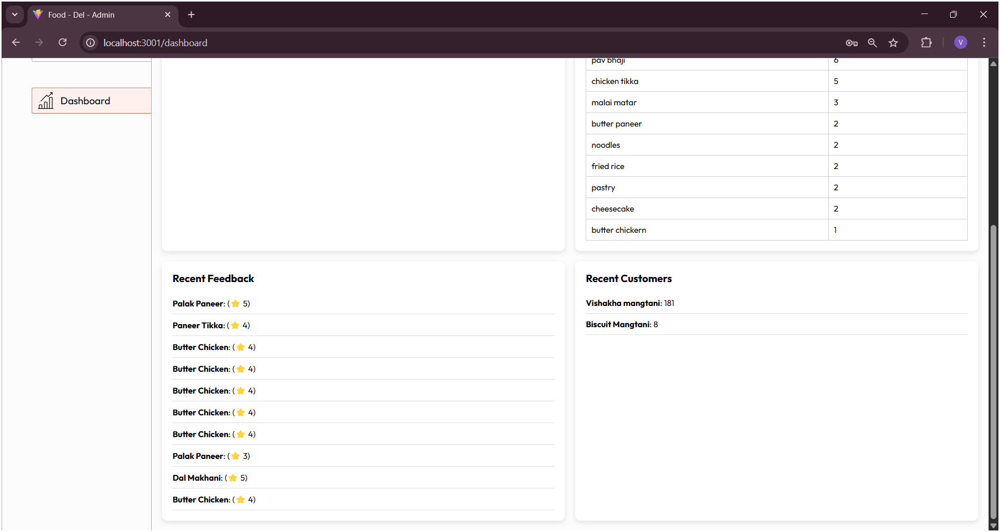 Food - Del - Admin
localhost:3001/dashboard
V
Dashboard
pav bhaji 6
chicken tikka 5
malai matar 3
butter paneer 2
noodles 2
fried rice 2
pastry 2
cheesecake 2
butter chickern 1
Recent Feedback
Palak Paneer: (⭐ 5)
Paneer Tikka: (⭐ 4)
Butter Chicken: (⭐ 4)
Butter Chicken: (⭐ 4)
Butter Chicken: (⭐ 4)
Butter Chicken: (⭐ 4)
Butter Chicken: (⭐ 4)
Palak Paneer: (⭐ 3)
Dal Makhani: (⭐ 5)
Butter Chicken: (⭐ 4)
Recent Customers
Vishakha mangtani: 181
Biscuit Mangtani: 8